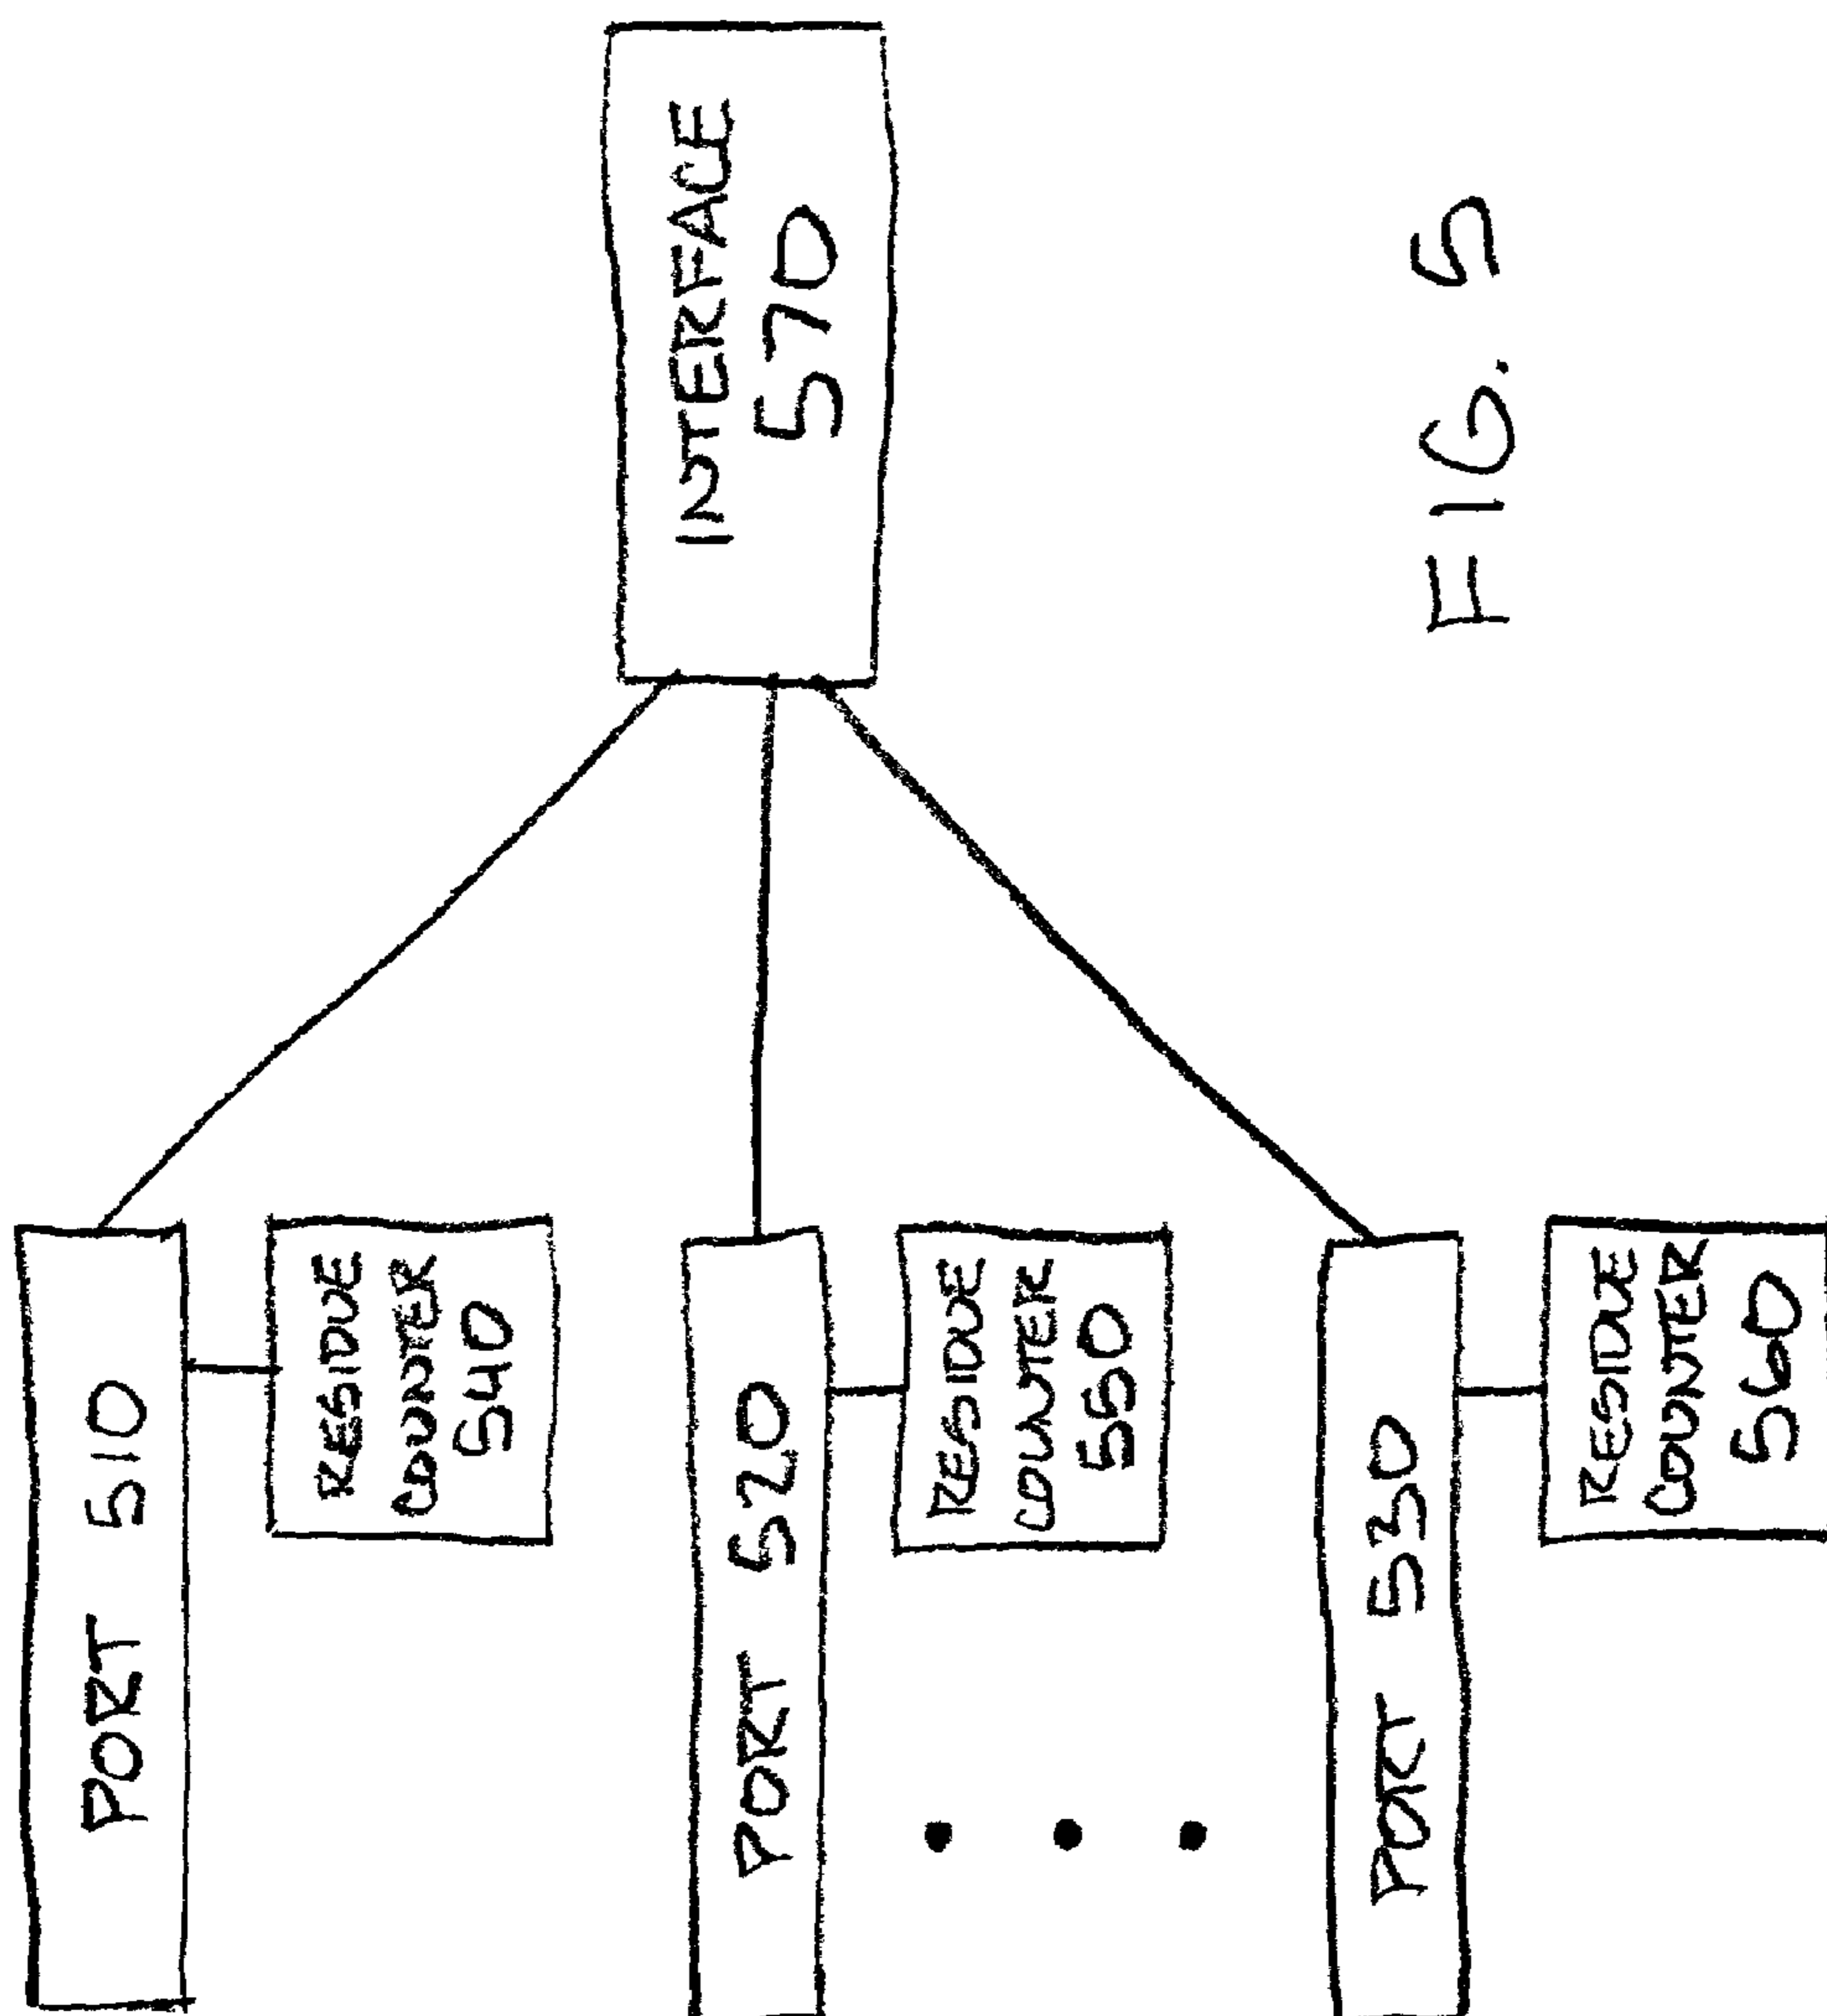 PORT 510
RESIDUE
COUNTER
540
PORT 520
RESIDUE
COUNTER
550
PORT 530
RESIDUE
COUNTER
560
INTERFACE
570
FIG. 5